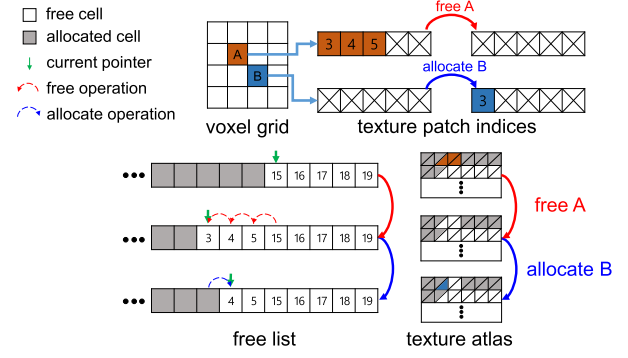 free cell
allocated cell
current pointer
free operation
allocate operation
A
B
voxel grid
3 4 5
free A
allocate B
3
texture patch indices
15 16 17 18 19
3 4 5 15 16 17 18 19
4 15 16 17 18 19
free list
free A
allocate B
texture atlas